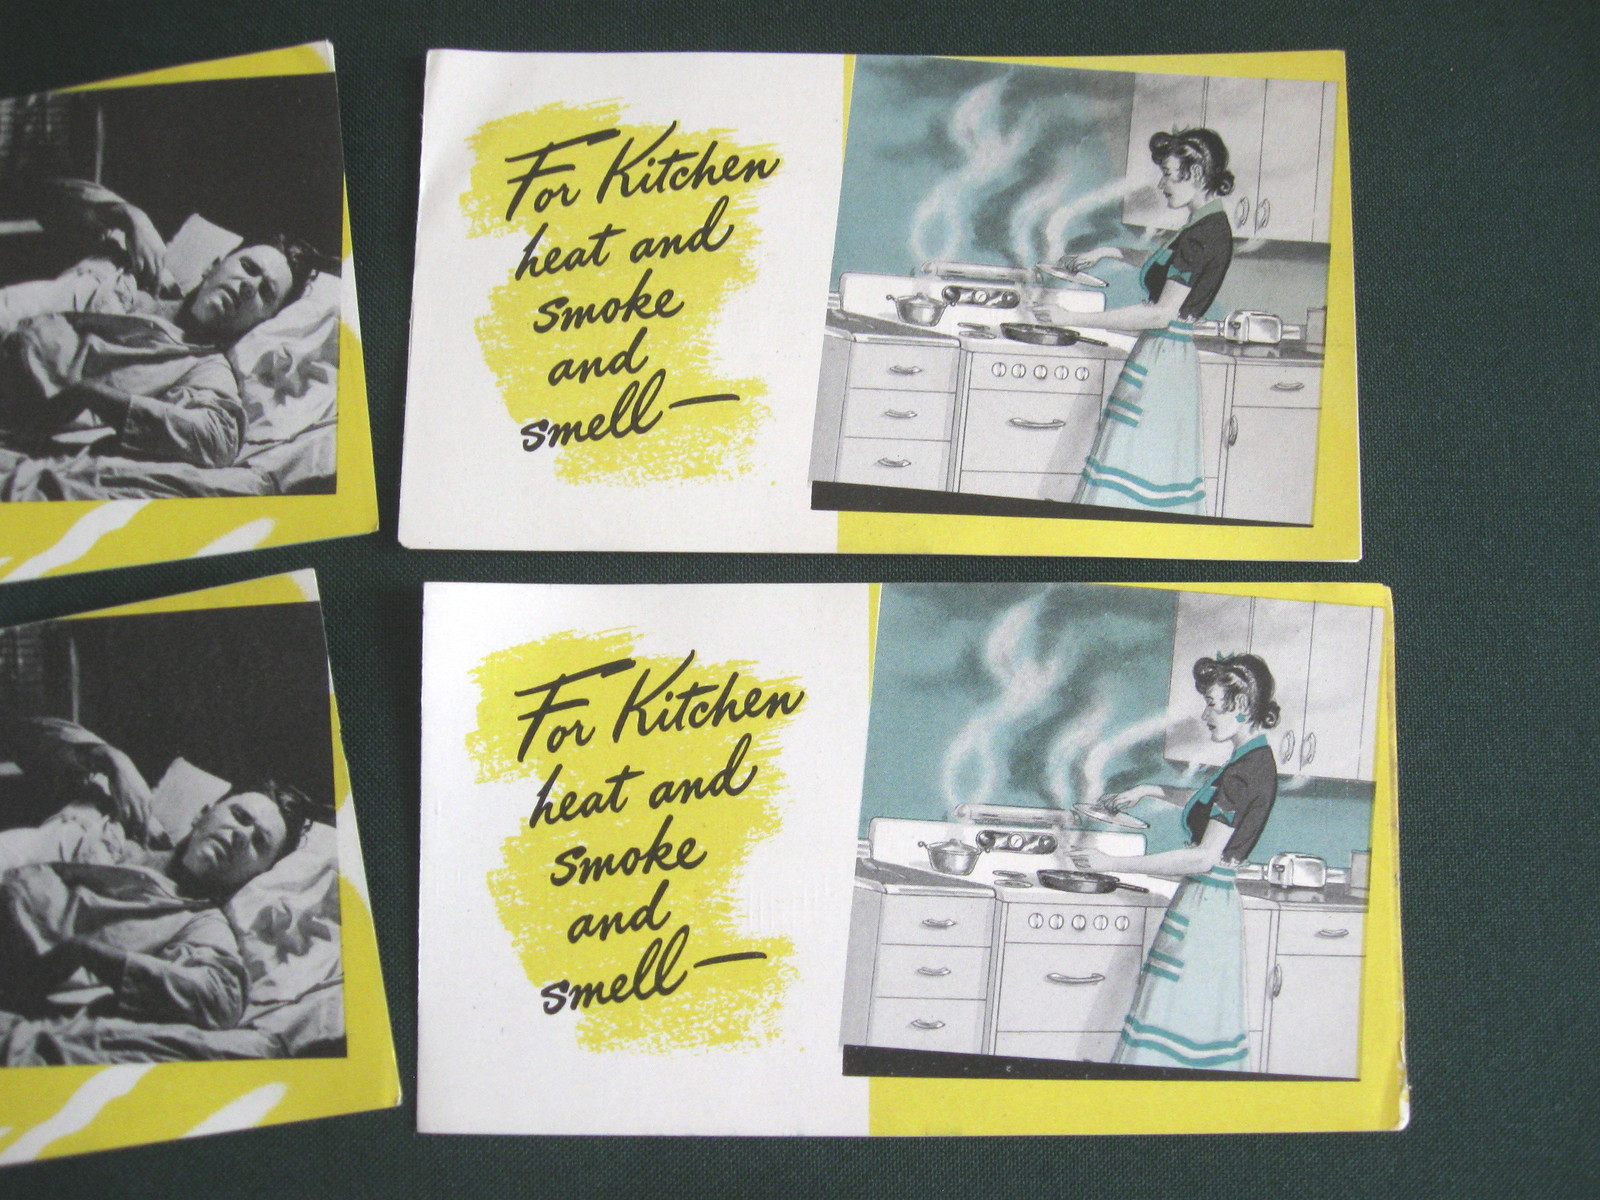 For Kitchen
heat and
smoke
and
smell—
For Kitchen
heat and
smoke
and
smell—